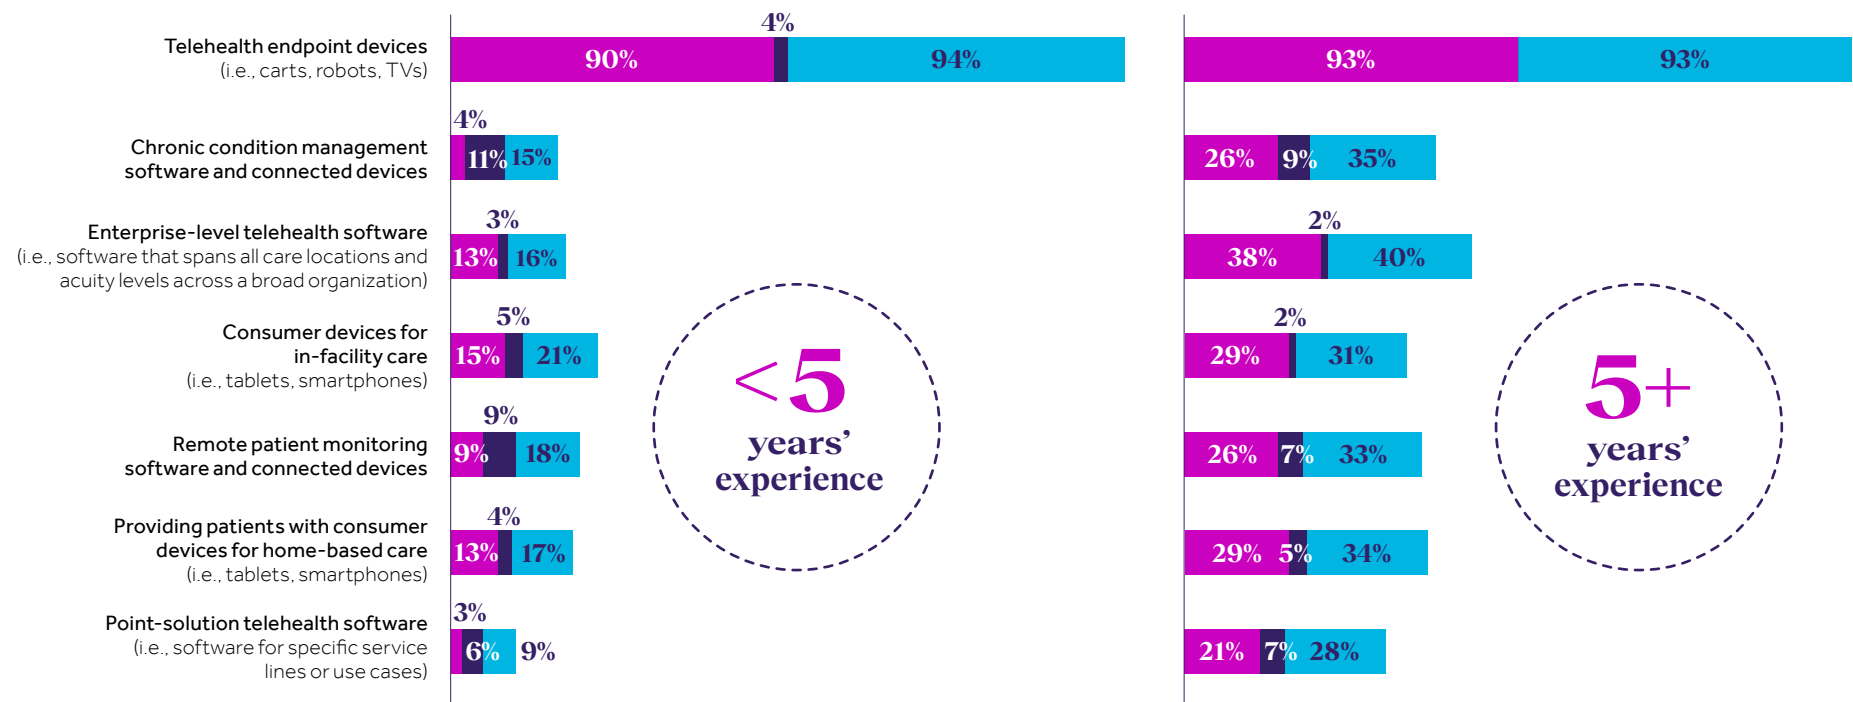 4%
Telehealth endpoint devices
(i.e., carts, robots, TVs)
90%
94%
93%
93%
4%
Chronic condition management
software and connected devices
11%
15%
26%
9%
35%
3%
2%
Enterprise-level telehealth software
(i.e., software that spans all care locations and
acuity levels across a broad organization)
13%
16%
38%
40%
5%
2%
Consumer devices for
in-facility care
(i.e., tablets, smartphones)
15%
21%
29%
31%
9%
Remote patient monitoring
software and connected devices
9%
18%
26%
7%
33%
4%
Providing patients with consumer
devices for home-based care
(i.e., tablets, smartphones)
13%
17%
29%
5%
34%
3%
Point-solution telehealth software
(i.e., software for specific service
lines or use cases)
6%
9%
21%
7%
28%
<5
years’
experience
5+
years’
experience